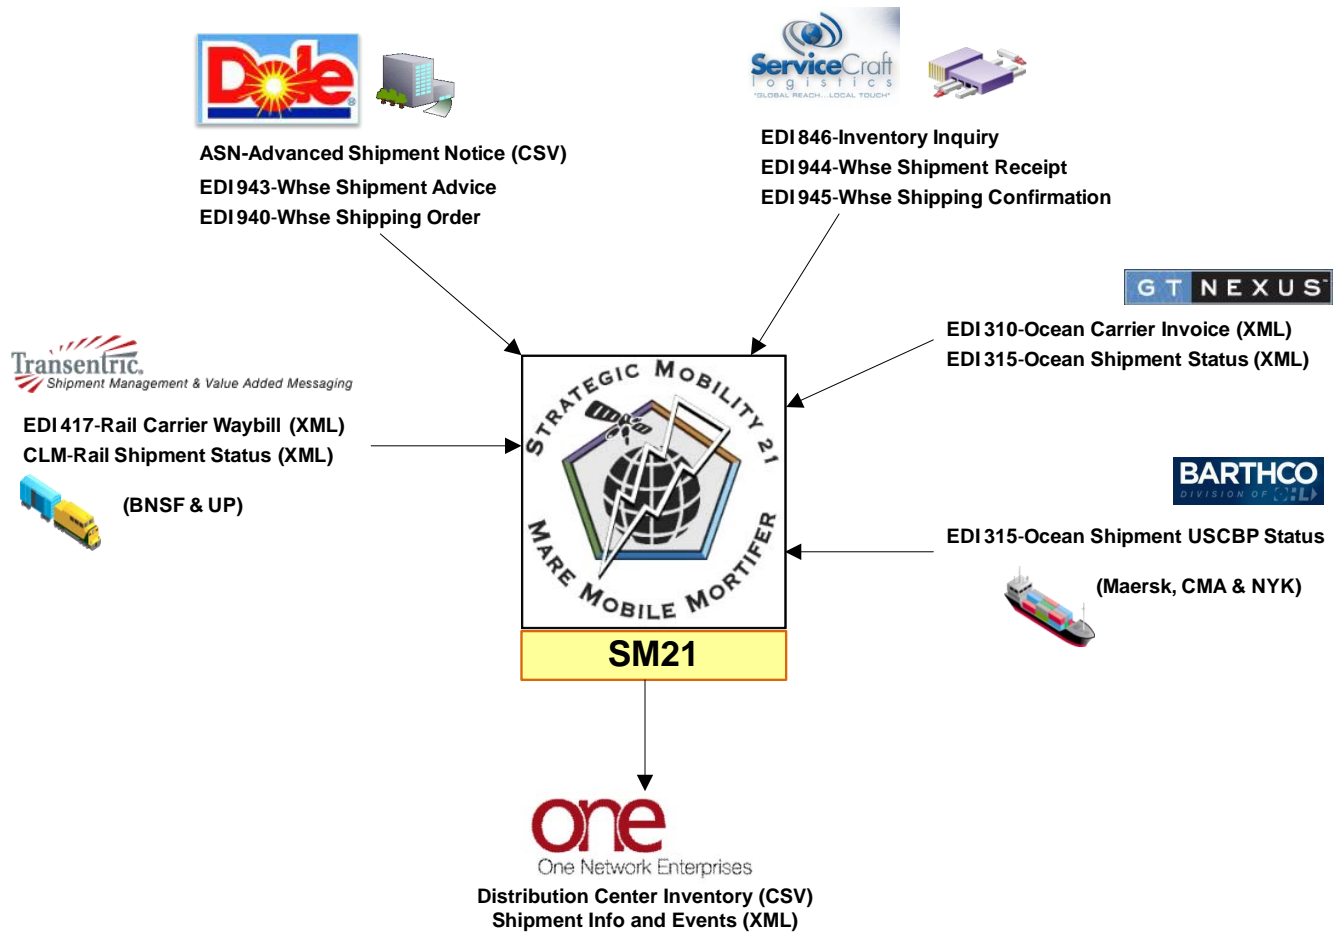 Dole
®
ASN-Advanced Shipment Notice (CSV)
EDI 943-Whse Shipment Advice
EDI 940-Whse Shipping Order
ServiceCraft
logistics
"GLOBAL REACH...LOCAL TOUCH"
EDI 846-Inventory Inquiry
EDI 944-Whse Shipment Receipt
EDI 945-Whse Shipping Confirmation
GT NEXUS
EDI 310-Ocean Carrier Invoice (XML)
EDI 315-Ocean Shipment Status (XML)
Transentric.
Shipment Management & Value Added Messaging
EDI 417-Rail Carrier Waybill (XML)
CLM-Rail Shipment Status (XML)
(BNSF & UP)
STRATEGIC MOBILITY 21
MARE MOBILE MORTIFER
SM21
BARTHCO
DIVISION OF OHL
EDI 315-Ocean Shipment USCBP Status
(Maersk, CMA & NYK)
one
One Network Enterprises
Distribution Center Inventory (CSV)
Shipment Info and Events (XML)